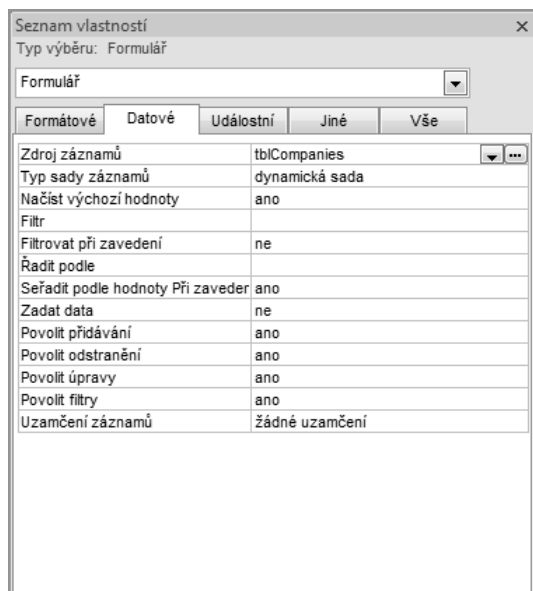 Seznam vlastností
Typ výběru: Formulář
Formulář
Formátové Datové Událostní Jiné Vše
Zdroj záznamů tblCompanies
Typ sady záznamů dynamická sada
Načíst výchozí hodnoty ano
Filtr
Filtrovat při zavedení ne
Řadit podle
Seřadit podle hodnoty Při zaveder ano
Zadat data ne
Povolit přidávání ano
Povolit odstranění ano
Povolit úpravy ano
Povolit filtry ano
Uzamčení záznamů žádné uzamčení